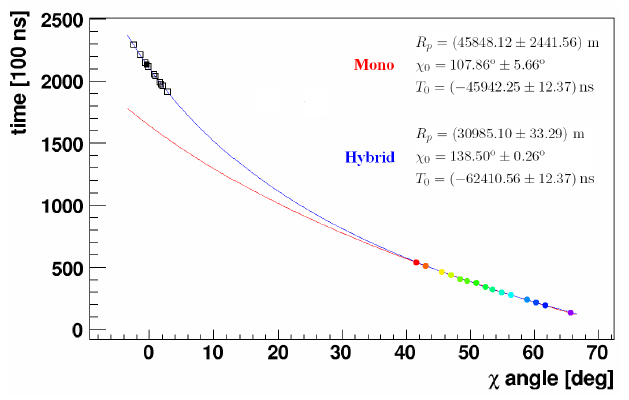 time [100 ns]
2500
2000
1500
1000
500
0
Mono
R_p = (45848.12 ± 2441.56) m
χ_0 = 107.86° ± 5.66°
T_0 = (−45942.25 ± 12.37) ns
Hybrid
R_p = (30985.10 ± 33.29) m
χ_0 = 138.50° ± 0.26°
T_0 = (−62410.56 ± 12.37) ns
0 10 20 30 40 50 60 70
χ angle [deg]